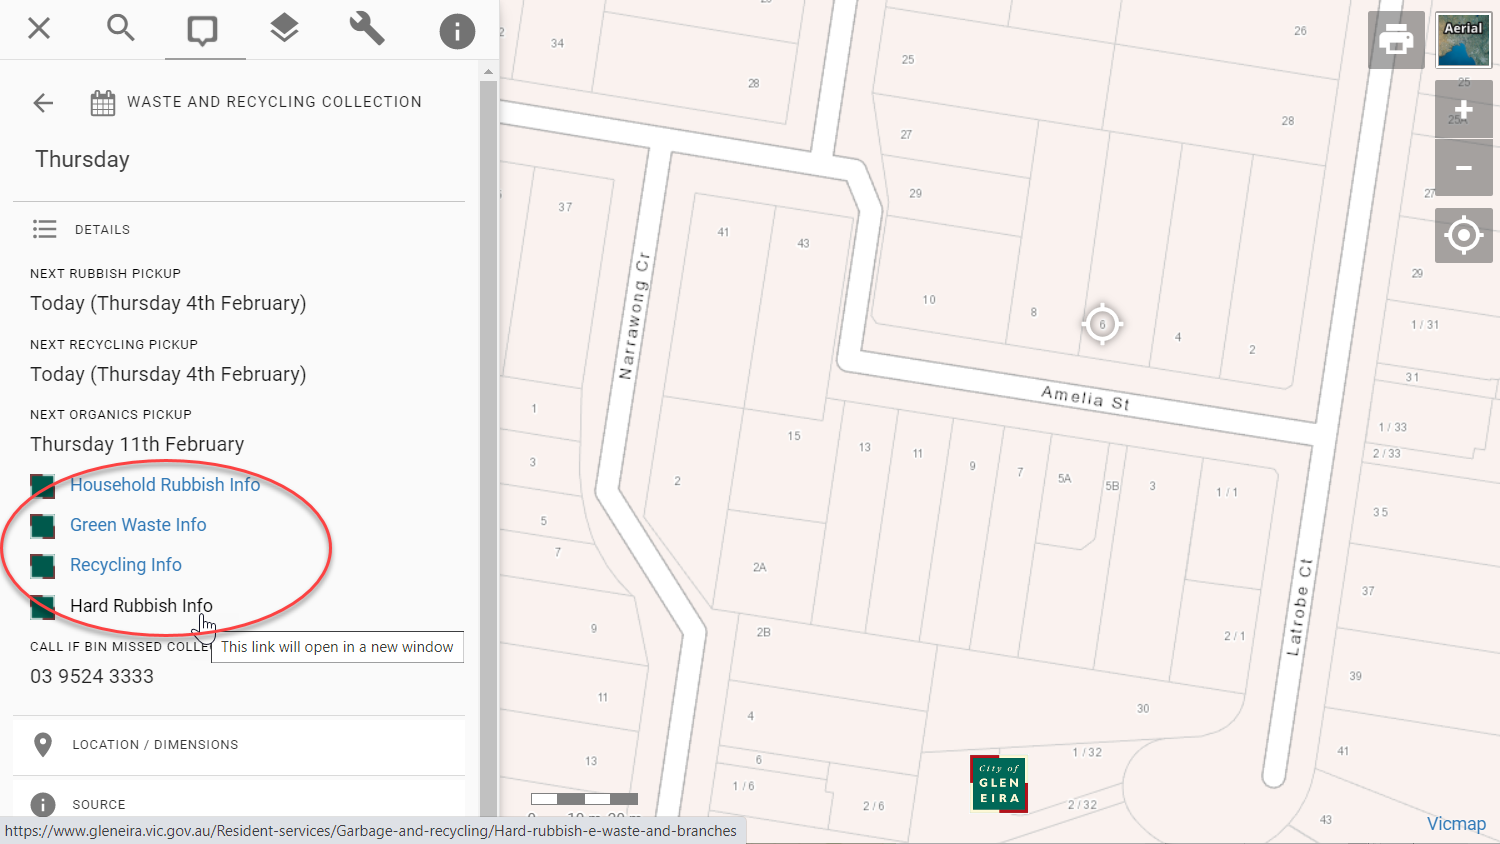 WASTE AND RECYCLING COLLECTION
Thursday
DETAILS
NEXT RUBBISH PICKUP
Today (Thursday 4th February)
NEXT RECYCLING PICKUP
Today (Thursday 4th February)
NEXT ORGANICS PICKUP
Thursday 11th February
Household Rubbish Info
Green Waste Info
Recycling Info
Hard Rubbish Info
This link will open in a new window
CALL IF BIN MISSED COLLE
03 9524 3333
LOCATION / DIMENSIONS
SOURCE
https://www.gleneira.vic.gov.au/Resident-services/Garbage-and-recycling/Hard-rubbish-e-waste-and-branches
Aerial
34
28
25
26
28
25
25A
27
29
27
29
37
41
43
10
8
6
4
2
1 / 31
31
1 / 33
2 / 33
35
37
39
41
43
Narrawong Cr
Amelia St
Latrobe Ct
1
3
5
7
9
11
13
15
13
11
9
7
5A
5B
3
1 / 1
2
2A
2B
2 / 1
30
4
6
1 / 6
2 / 6
1 / 32
2 / 32
City of
GLEN
EIRA
Vicmap